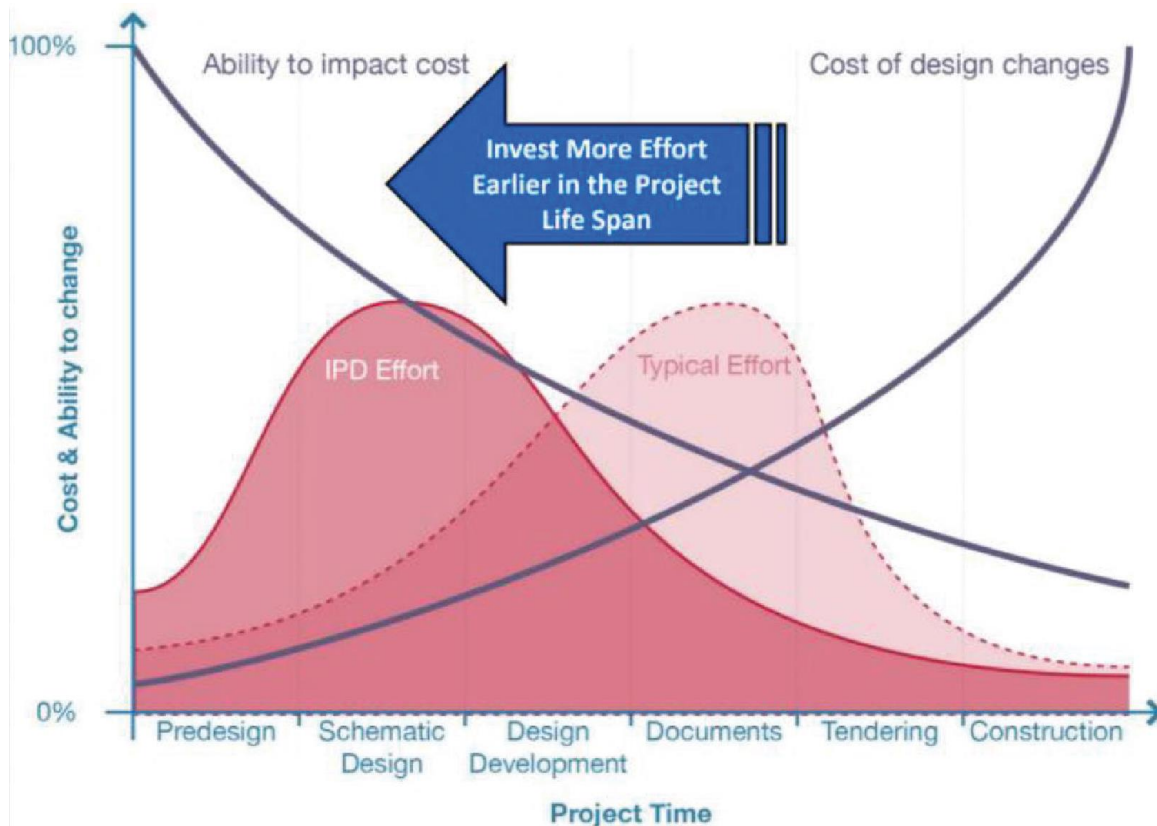 100%
Ability to impact cost
Cost of design changes
Invest More Effort
Earlier in the Project
Life Span
IPD Effort
Typical Effort
Cost & Ability to change
0%
Predesign
Schematic
Design
Design
Development
Documents
Tendering
Construction
Project Time